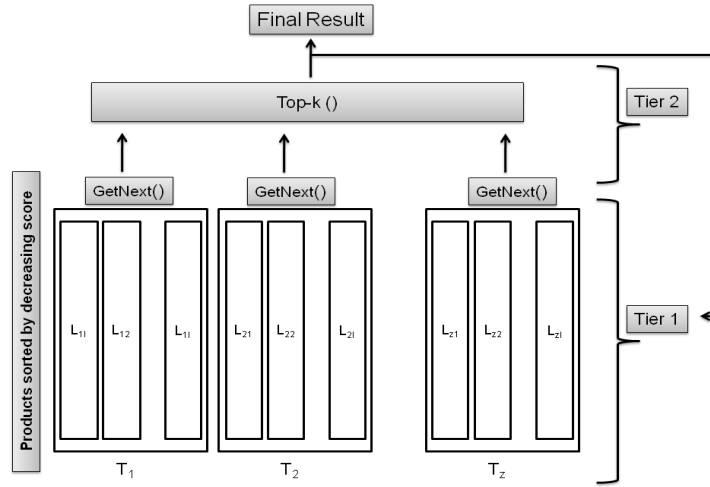 Final Result
Top-k ()
Tier 2
GetNext() GetNext() GetNext()
Products sorted by decreasing score
L1l L12 L1l L21 L22 L2l Lz1 Lz2 Lzl
Tier 1
T1 T2 Tz